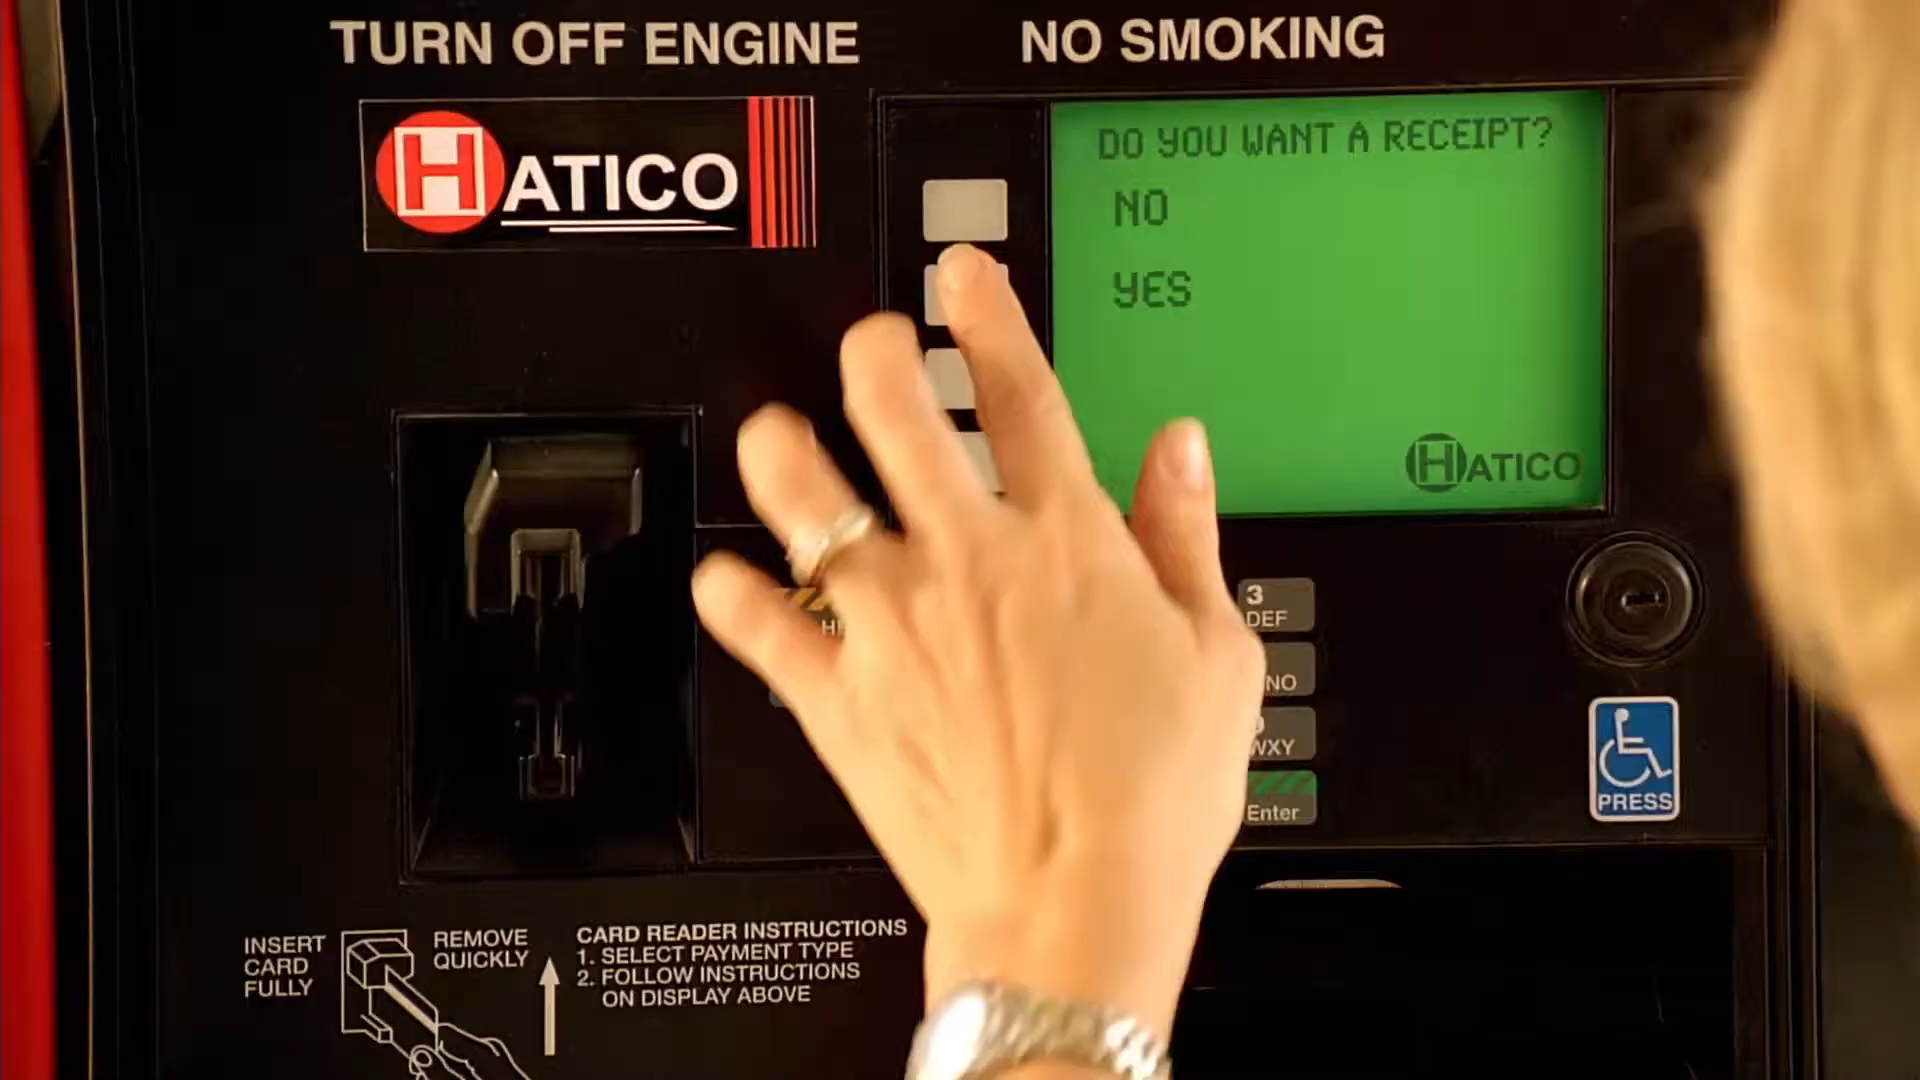 TURN OFF ENGINE
NO SMOKING
HATICO
DO YOU WANT A RECEIPT?
NO
YES
HATICO
3
DEF
NO
WXY
Enter
PRESS
INSERT
CARD
FULLY
REMOVE
QUICKLY
CARD READER INSTRUCTIONS
1. SELECT PAYMENT TYPE
2. FOLLOW INSTRUCTIONS
ON DISPLAY ABOVE